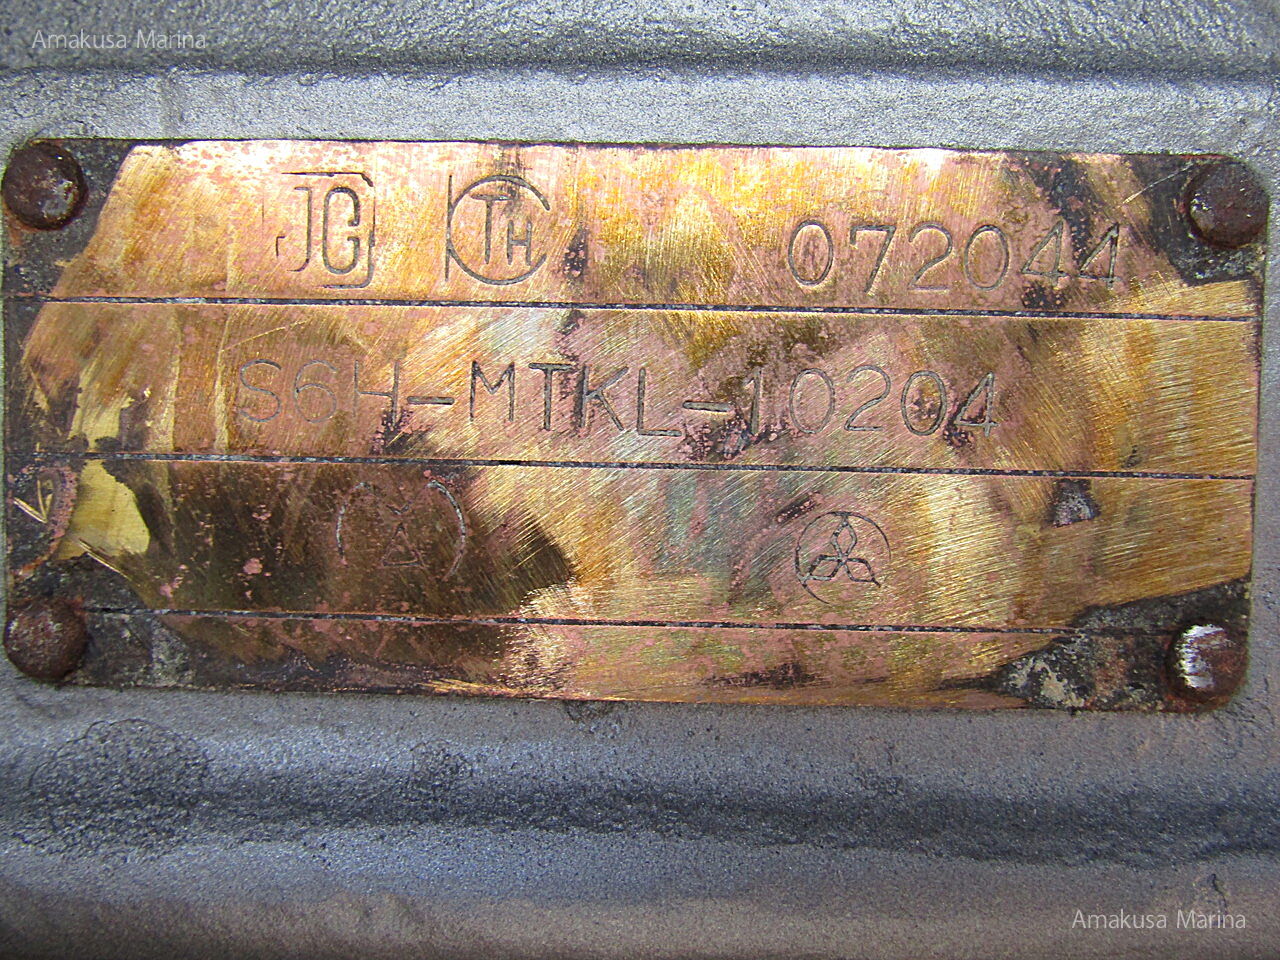 Amakusa Marina
JG TH 072044
S6H-MTKL-10204
Amakusa Marina